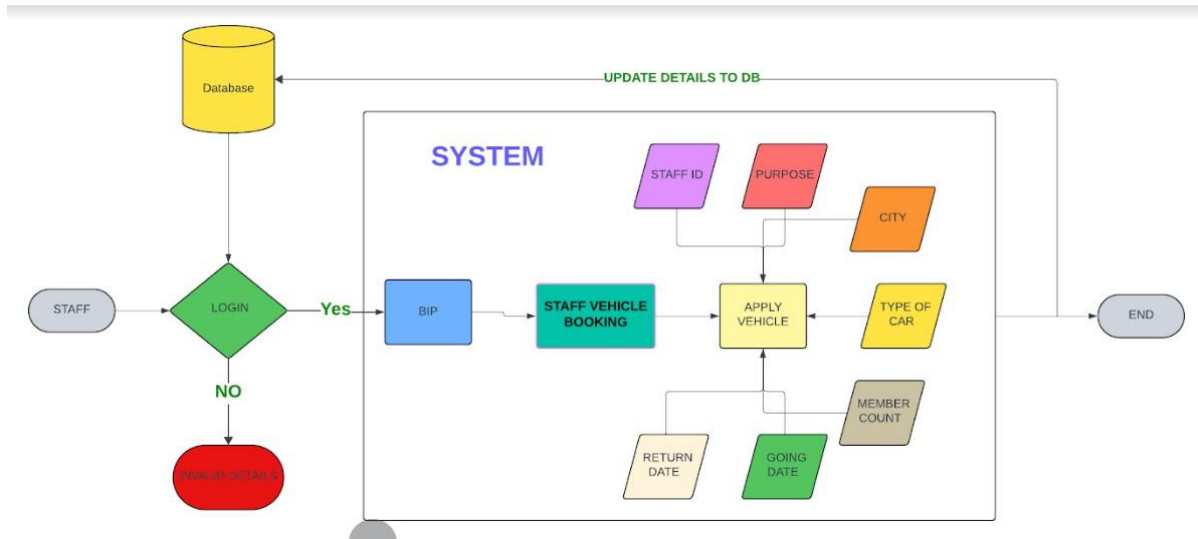 Database
UPDATE DETAILS TO DB
SYSTEM
STAFF ID
PURPOSE
CITY
STAFF
LOGIN
Yes
BIP
STAFF VEHICLE
BOOKING
APPLY
VEHICLE
TYPE OF
CAR
END
NO
INVALID DETAILS
RETURN
DATE
GOING
DATE
MEMBER
COUNT